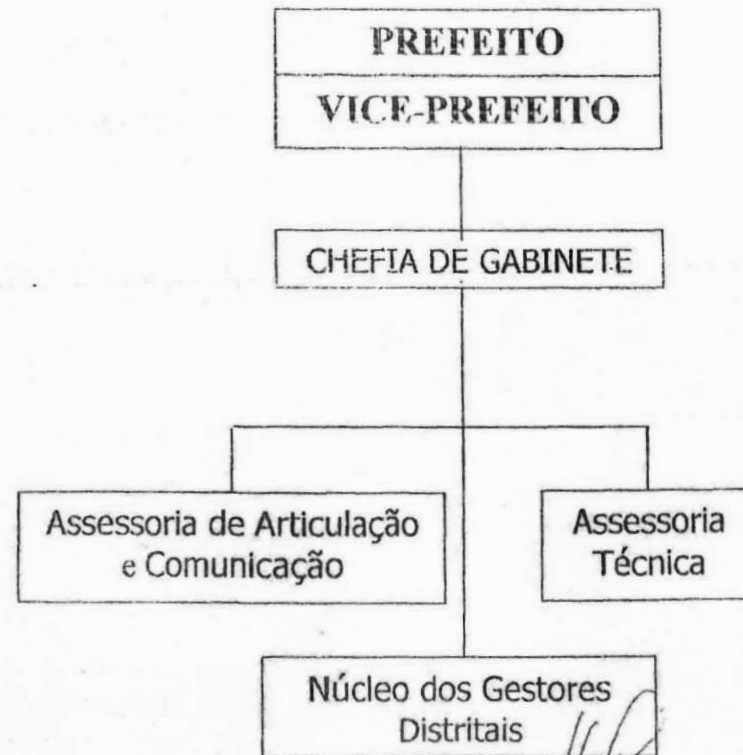 PREFEITO
VICE-PREFEITO
CHEFIA DE GABINETE
Assessoria de Articulação
e Comunicação
Assessoria
Técnica
Núcleo dos Gestores
Distritais